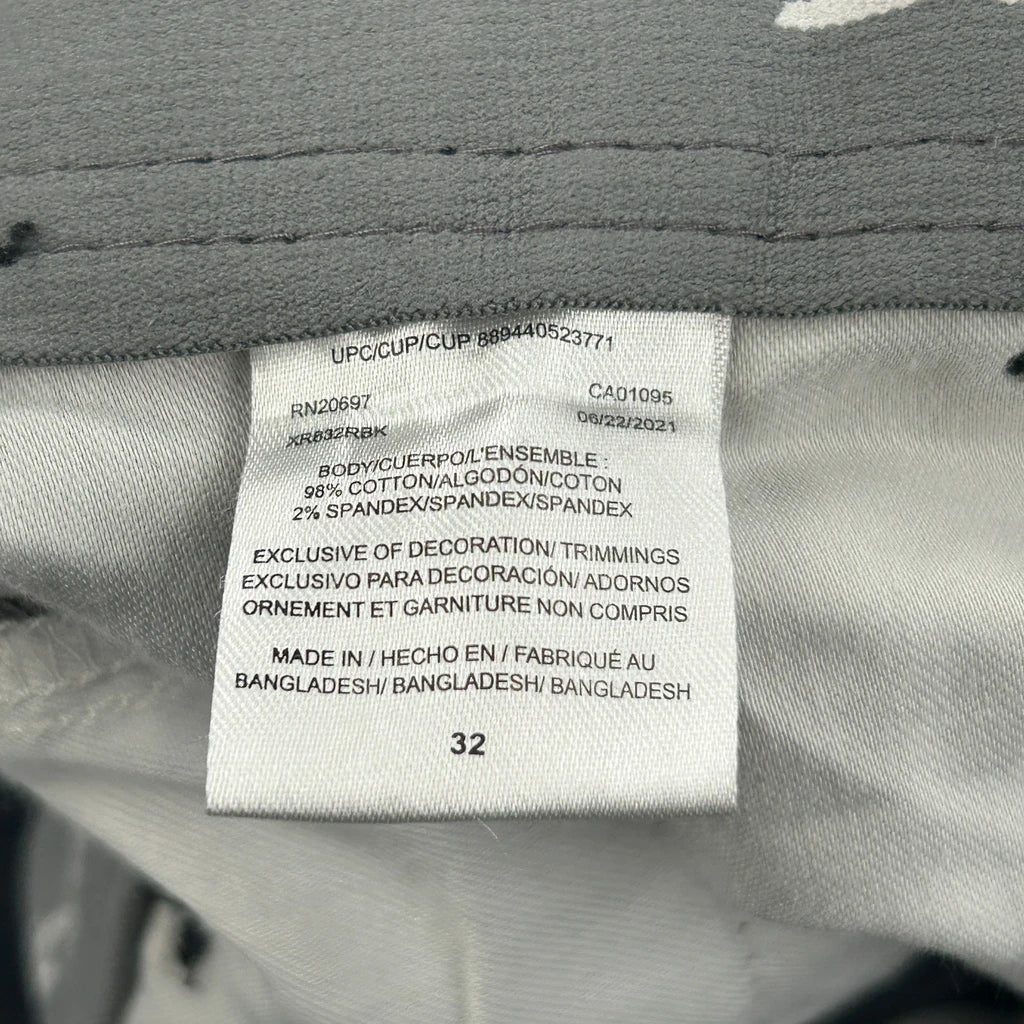 UPC/CUP/CUP 889440523771
RN20697 CA01095
XR832RBK 06/22/2021
BODY/CUERPO/L'ENSEMBLE :
98% COTTON/ALGODÓN/COTON
2% SPANDEX/SPANDEX/SPANDEX
EXCLUSIVE OF DECORATION/ TRIMMINGS
EXCLUSIVO PARA DECORACIÓN/ ADORNOS
ORNEMENT ET GARNITURE NON COMPRIS
MADE IN / HECHO EN / FABRIQUÉ AU
BANGLADESH/ BANGLADESH/ BANGLADESH
32